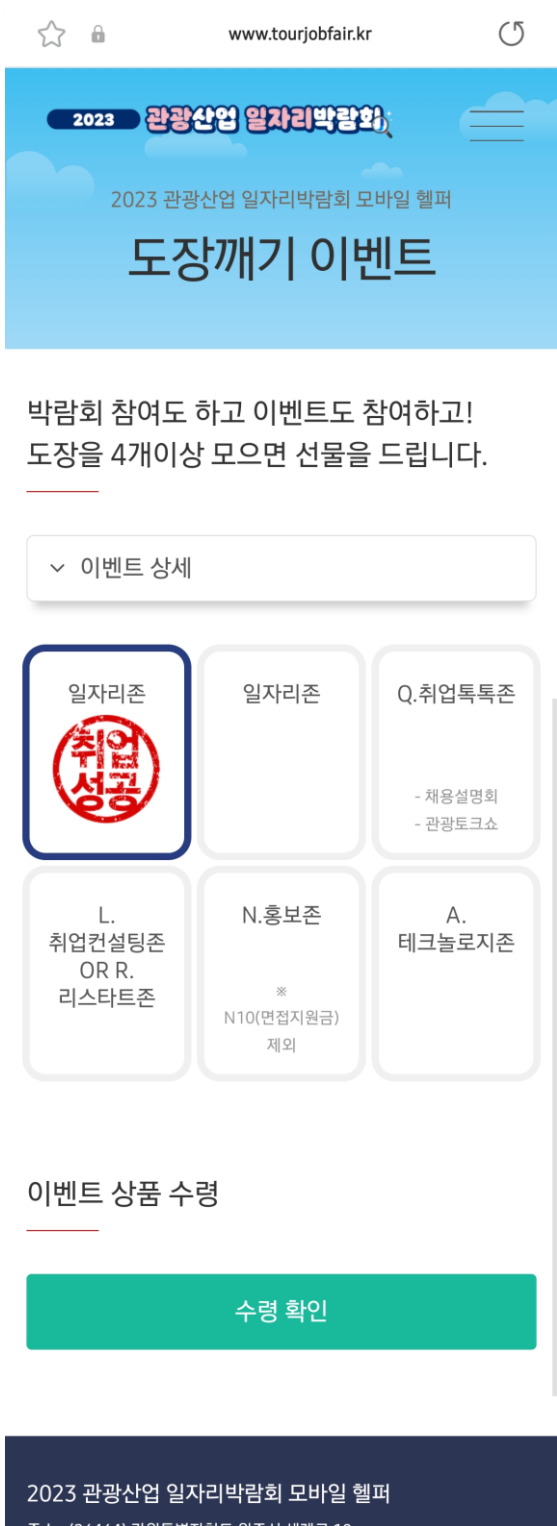 www.tourjobfair.kr
2023 관광산업 일자리박람회
2023 관광산업 일자리박람회 모바일 헬퍼
도장깨기 이벤트
박람회 참여도 하고 이벤트도 참여하고!
도장을 4개이상 모으면 선물을 드립니다.
이벤트 상세
일자리존
취업
성공
일자리존
Q.취업톡톡존
- 채용설명회
- 관광토크쇼
L.
취업컨설팅존
OR R.
리스타트존
N.홍보존
※
N10(면접지원금)
제외
A.
테크놀로지존
이벤트 상품 수령
수령 확인
2023 관광산업 일자리박람회 모바일 헬퍼